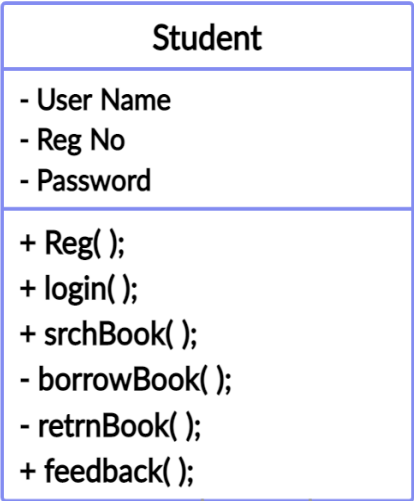 Student
- User Name
- Reg No
- Password
+ Reg( );
+ login( );
+ srchBook( );
- borrowBook( );
- retrnBook( );
+ feedback( );